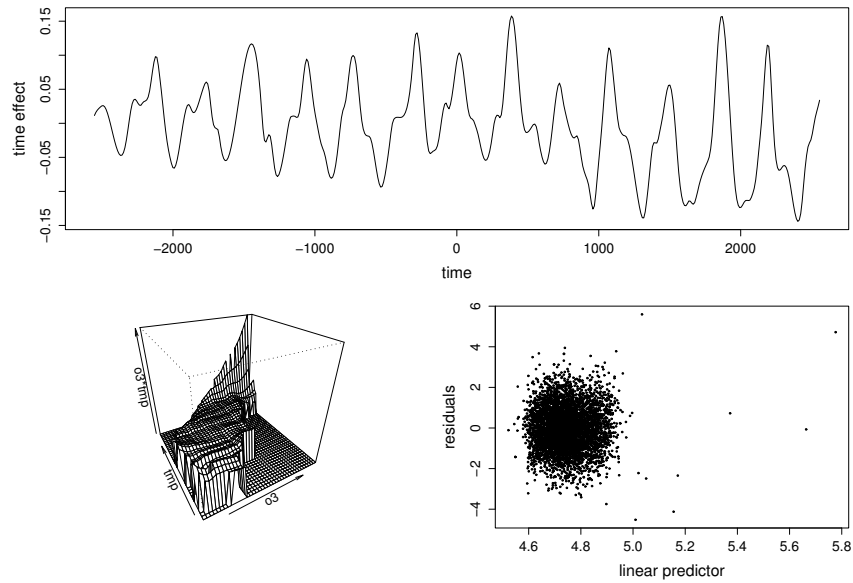 0.15
0.05
−0.05
−0.15
time effect
−2000 −1000 0 1000 2000
time
o3*tmp
tmp
o3
6
4
2
0
−2
−4
residuals
4.6 4.8 5.0 5.2 5.4 5.6 5.8
linear predictor